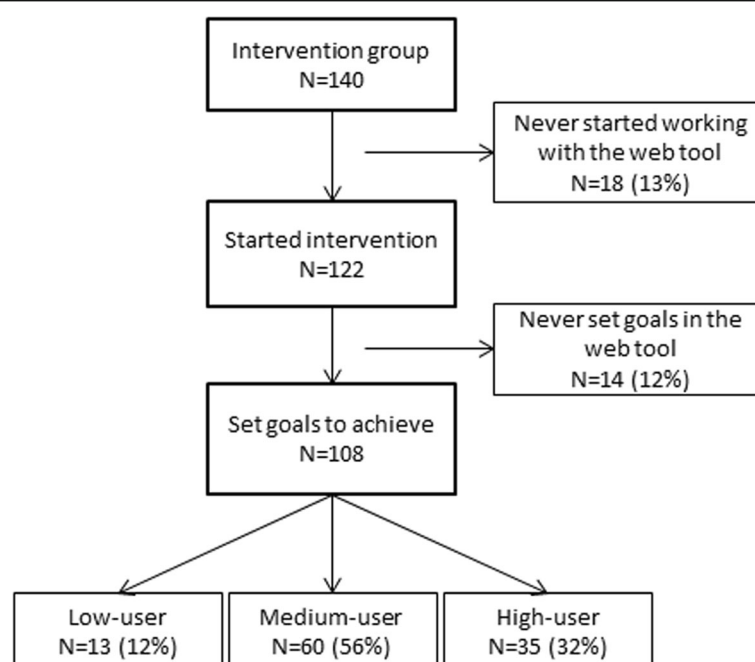 Intervention group
N=140
Never started working
with the web tool
N=18 (13%)
Started intervention
N=122
Never set goals in the
web tool
N=14 (12%)
Set goals to achieve
N=108
Low-user
N=13 (12%)
Medium-user
N=60 (56%)
High-user
N=35 (32%)